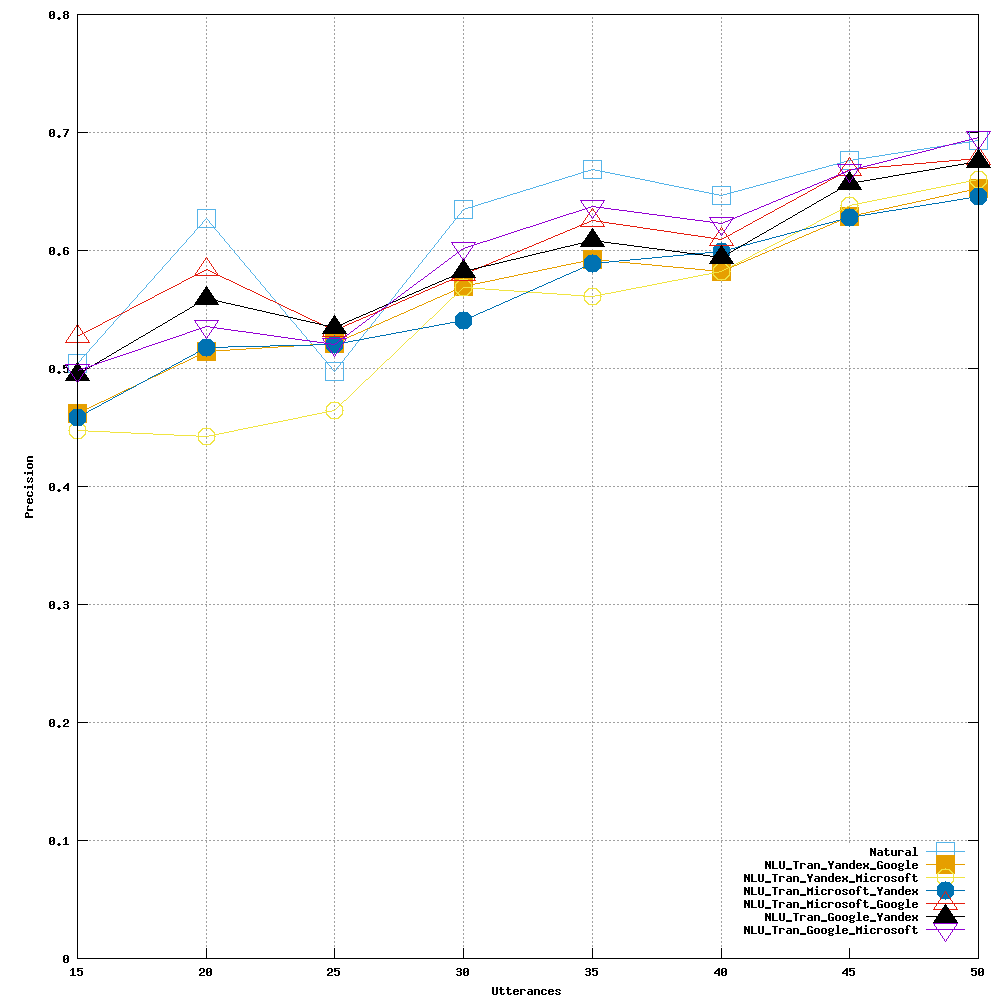 0.8
0.7
0.6
0.5
0.4
0.3
0.2
0.1
0
Precision
Natural
NLU_Tran_Yandex_Google
NLU_Tran_Yandex_Microsoft
NLU_Tran_Microsoft_Yandex
NLU_Tran_Microsoft_Google
NLU_Tran_Google_Yandex
NLU_Tran_Google_Microsoft
15 20 25 30 35 40 45 50
Utterances